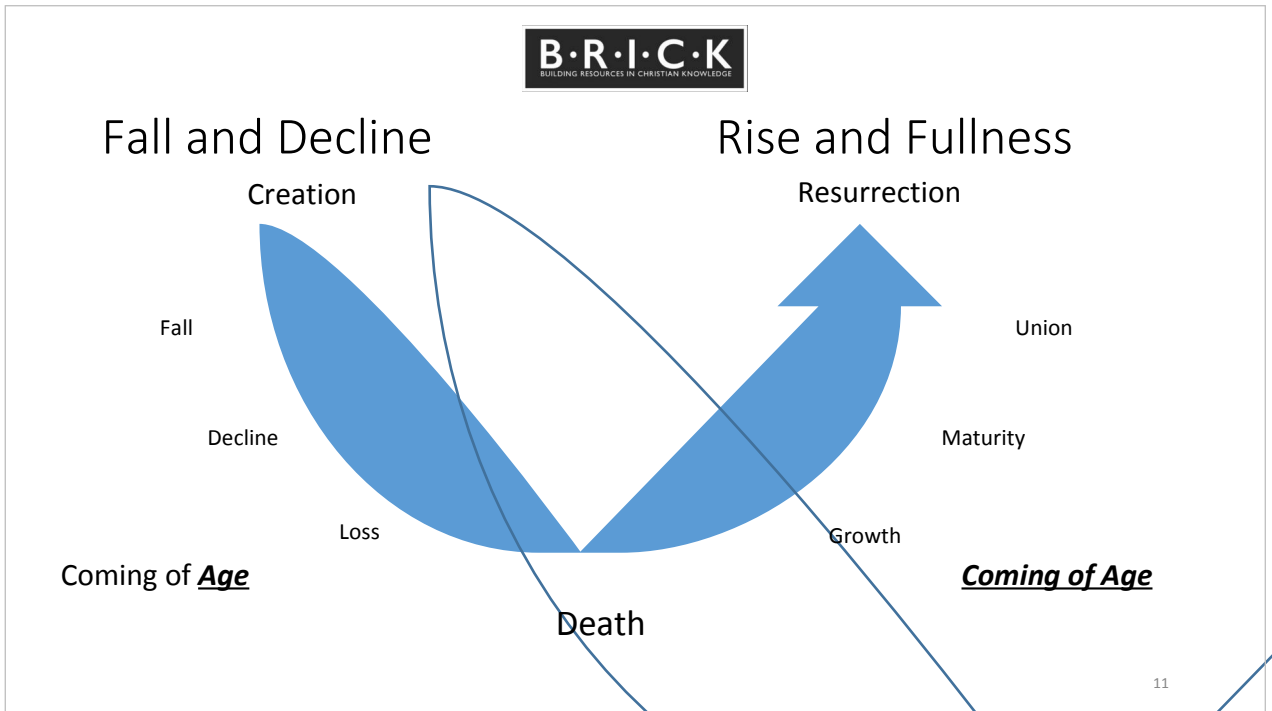 B·R·I·C·K
BUILDING RESOURCES IN CHRISTIAN KNOWLEDGE
Fall and Decline
Rise and Fullness
Creation
Resurrection
Fall
Union
Decline
Maturity
Loss
Growth
Coming of Age
Coming of Age
Death
11